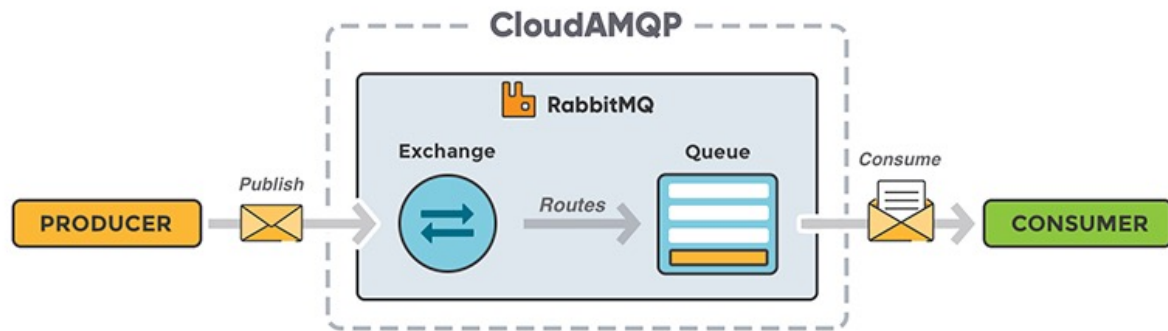 CloudAMQP
RabbitMQ
Exchange
Queue
Publish
Routes
Consume
PRODUCER
CONSUMER